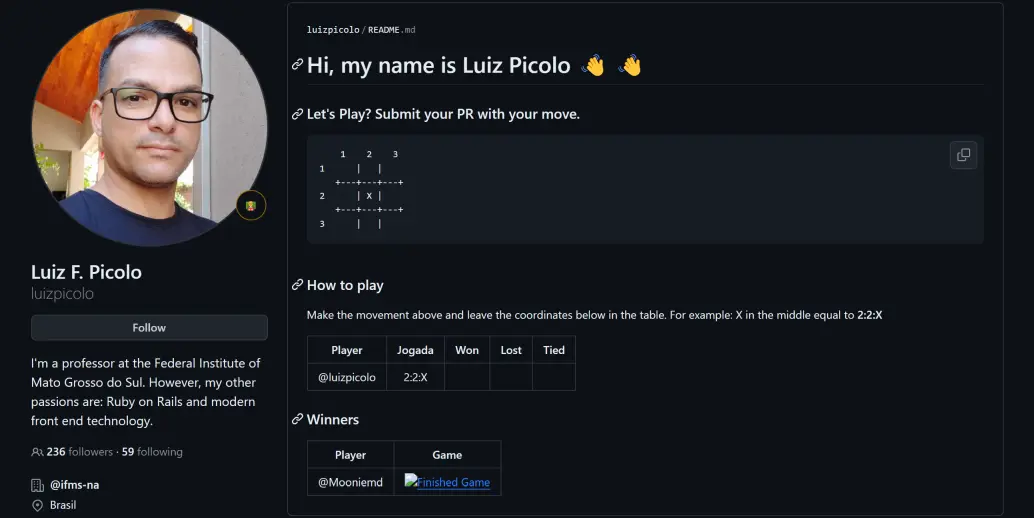 luizpicolo/README.md
Hi, my name is Luiz Picolo 👋 👋
Let's Play? Submit your PR with your move.
    1    2    3
1       |   |
   +---+---+---+
2       | X |
   +---+---+---+
3       |   |
How to play
Make the movement above and leave the coordinates below in the table. For example: X in the middle equal to 2:2:X
Player Jogada Won Lost Tied
@luizpicolo 2:2:X
Winners
Player Game
@Mooniemd Finished Game
Luiz F. Picolo
luizpicolo
Follow
I'm a professor at the Federal Institute of
Mato Grosso do Sul. However, my other
passions are: Ruby on Rails and modern
front end technology.
236 followers · 59 following
@ifms-na
Brasil